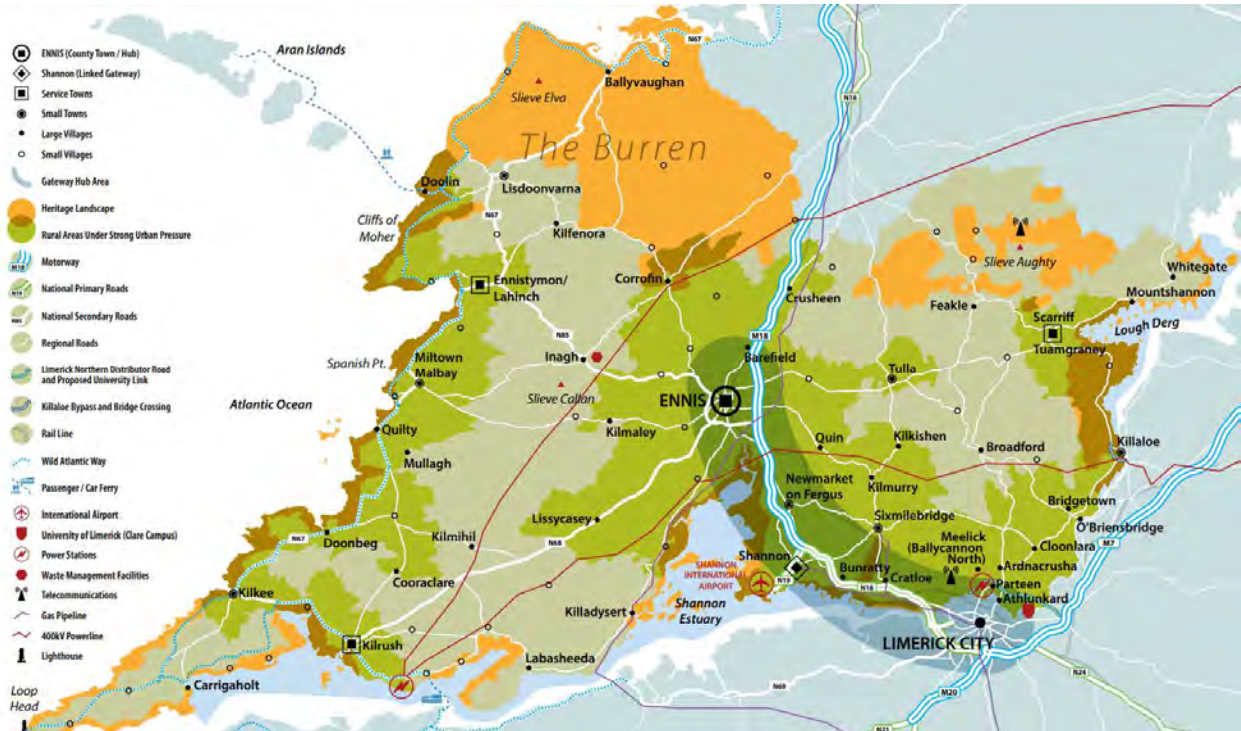 ENNIS (County Town / Hub)
Shannon (Linked Gateway)
Service Towns
Small Towns
Large Villages
Small Villages
Gateway Hub Area
Heritage Landscape
Rural Areas Under Strong Urban Pressure
M18
Motorway
N19
National Primary Roads
N85
National Secondary Roads
Regional Roads
Limerick Northern Distributor Road
and Proposed University Link
Killaloe Bypass and Bridge Crossing
Rail Line
Wild Atlantic Way
Passenger / Car Ferry
International Airport
University of Limerick (Clare Campus)
Power Stations
Waste Management Facilities
Telecommunications
Gas Pipeline
400kV Powerline
Lighthouse
Aran Islands
N67
Ballyvaughan
Slieve Elva
The Burren
N18
Doolin
Lisdoonvarna
Cliffs of
Moher
N67
Kilfenora
Slieve Aughty
Whitegate
Ennistymon/
Lahinch
Corrofin
Crusheen
Feakle
Mountshannon
Scarriff
Tuamgraney
Lough Derg
N85
M18
Inagh
Barefield
Spanish Pt.
Miltown
Malbay
Tulla
Slieve Callan
ENNIS
Atlantic Ocean
Quilty
Kilmaley
Quin
Kilkishen
Broadford
Killaloe
Mullagh
Newmarket
on Fergus
Kilmurry
Bridgetown
Lissycasey
Sixmilebridge
O'Briensbridge
N67
Doonbeg
Kilmihil
N68
Meelick
(Ballycannon
North)
Cloonlara
M7
Shannon
Cooraclare
SHANNON
INTERNATIONAL
AIRPORT
N19
Bunratty
Cratloe
Ardnacrusha
Parteen
Athlunkard
N18
Kilkee
Killadysert
Shannon
Estuary
Kilrush
LIMERICK CITY
Labasheeda
N69
N24
Carrigaholt
M20
Loop
Head
N21